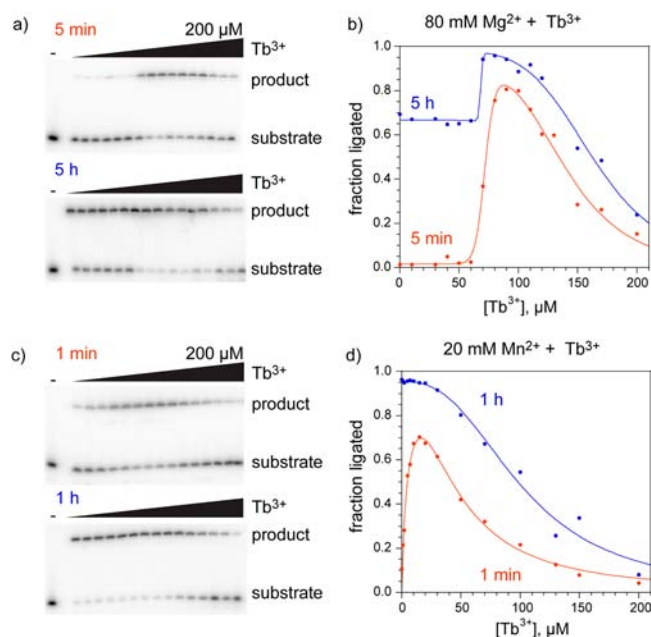 a)
5 min
200 µM
Tb³⁺
-
product
substrate
5 h
Tb³⁺
-
product
substrate
b)
80 mM Mg²⁺ + Tb³⁺
1.0
0.8
0.6
0.4
0.2
0.0
fraction ligated
5 h
5 min
0
50
100
150
200
[Tb³⁺], µM
c)
1 min
200 µM
Tb³⁺
-
product
substrate
1 h
Tb³⁺
-
product
substrate
d)
20 mM Mn²⁺ + Tb³⁺
1.0
0.8
0.6
0.4
0.2
0.0
fraction ligated
1 h
1 min
0
50
100
150
200
[Tb³⁺], µM